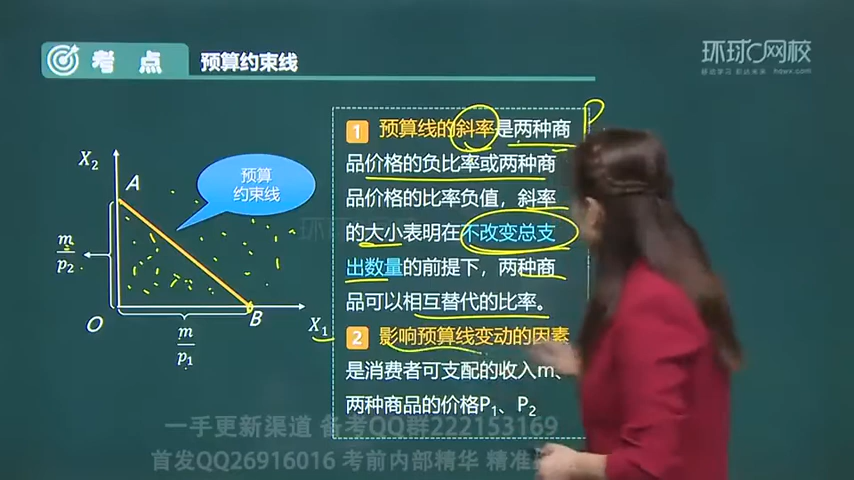 考 点
预算约束线
环球网校
X₂
A
预算
约束线
m
p₂
O
m
p₁
B
X₁
1 预算线的斜率是两种商
品价格的负比率或两种商
品价格的比率负值，斜率
的大小表明在不改变总支
出数量的前提下，两种商
品可以相互替代的比率。
2 影响预算线变动的因素
是消费者可支配的收入m、
两种商品的价格P₁、P₂
P
一手更新渠道 备考QQ群222153169
首发QQ26916016 考前内部精华 精准